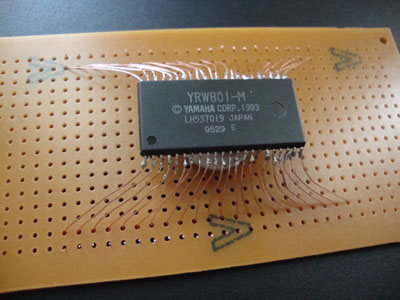 YRW801-M
© YAMAHA CORP.1993
LH537019 JAPAN
9529 E